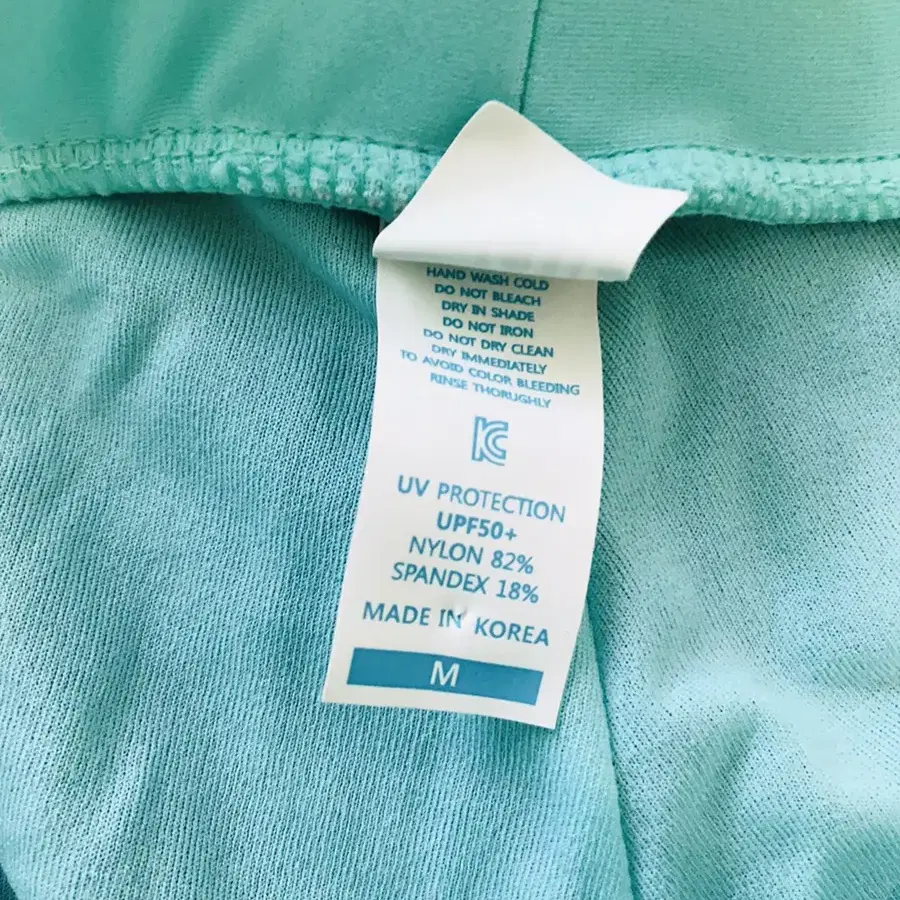 HAND WASH COLD
DO NOT BLEACH
DRY IN SHADE
DO NOT IRON
DO NOT DRY CLEAN
DRY IMMEDIATELY
TO AVOID COLOR BLEEDING
RINSE THORUGHLY
KC
UV PROTECTION
UPF50+
NYLON 82%
SPANDEX 18%
MADE IN KOREA
M